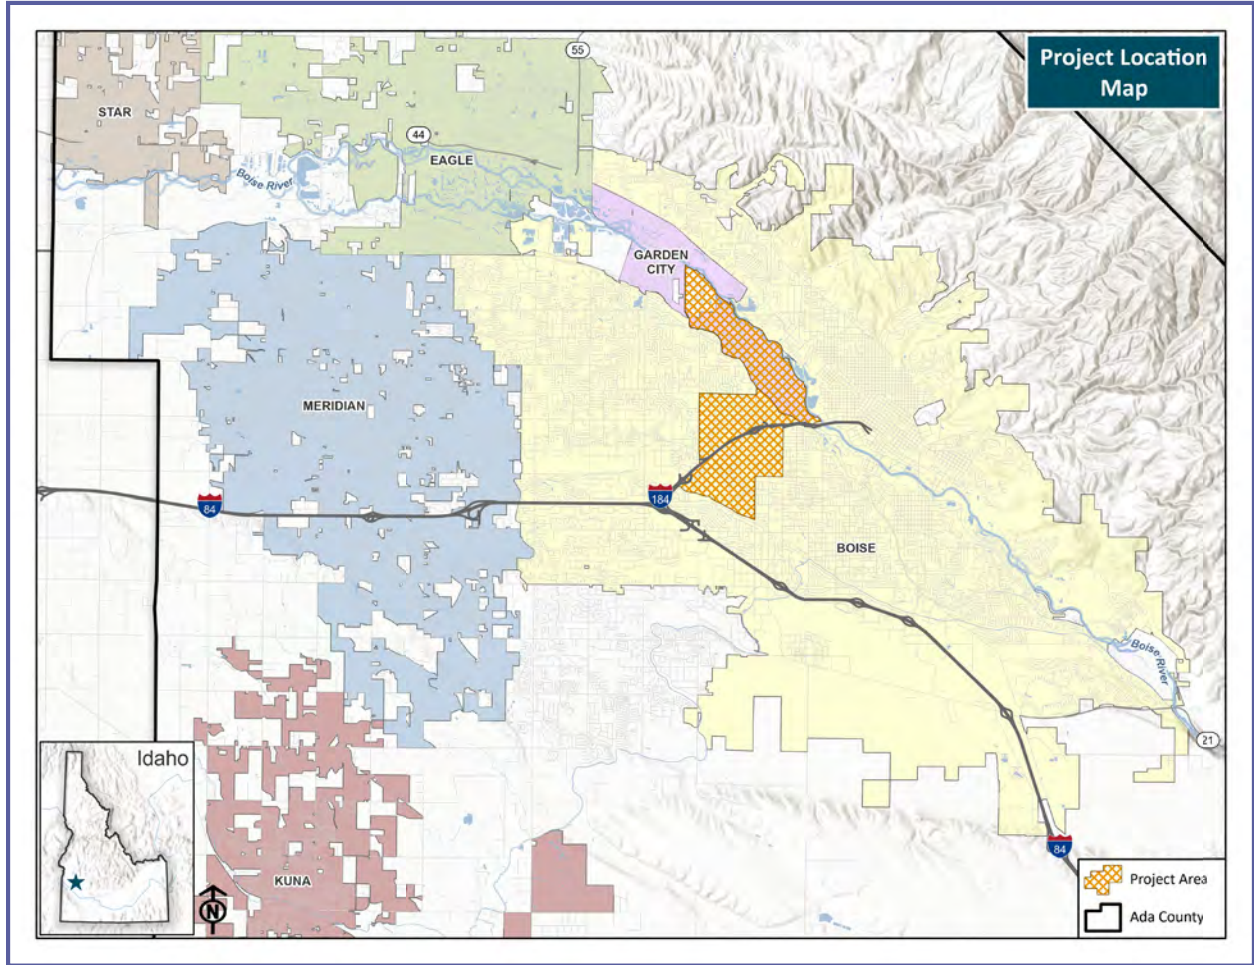 Project Location
Map
55
STAR
44
EAGLE
Boise River
GARDEN
CITY
MERIDIAN
84
184
BOISE
Boise River
21
Idaho
KUNA
N
84
Project Area
Ada County